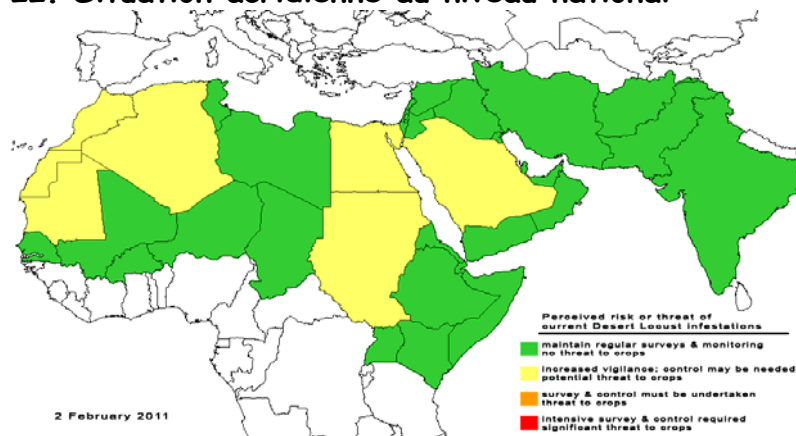 Situation acridienne au niveau national
Perceived risk or threat of
current Desert Locust infestations
maintain regular surveys & monitoring
no threat to crops
increased vigilance; control may be needed
potential threat to crops
survey & control must be undertaken
threat to crops
intensive survey & control required
significant threat to crops
2 February 2011